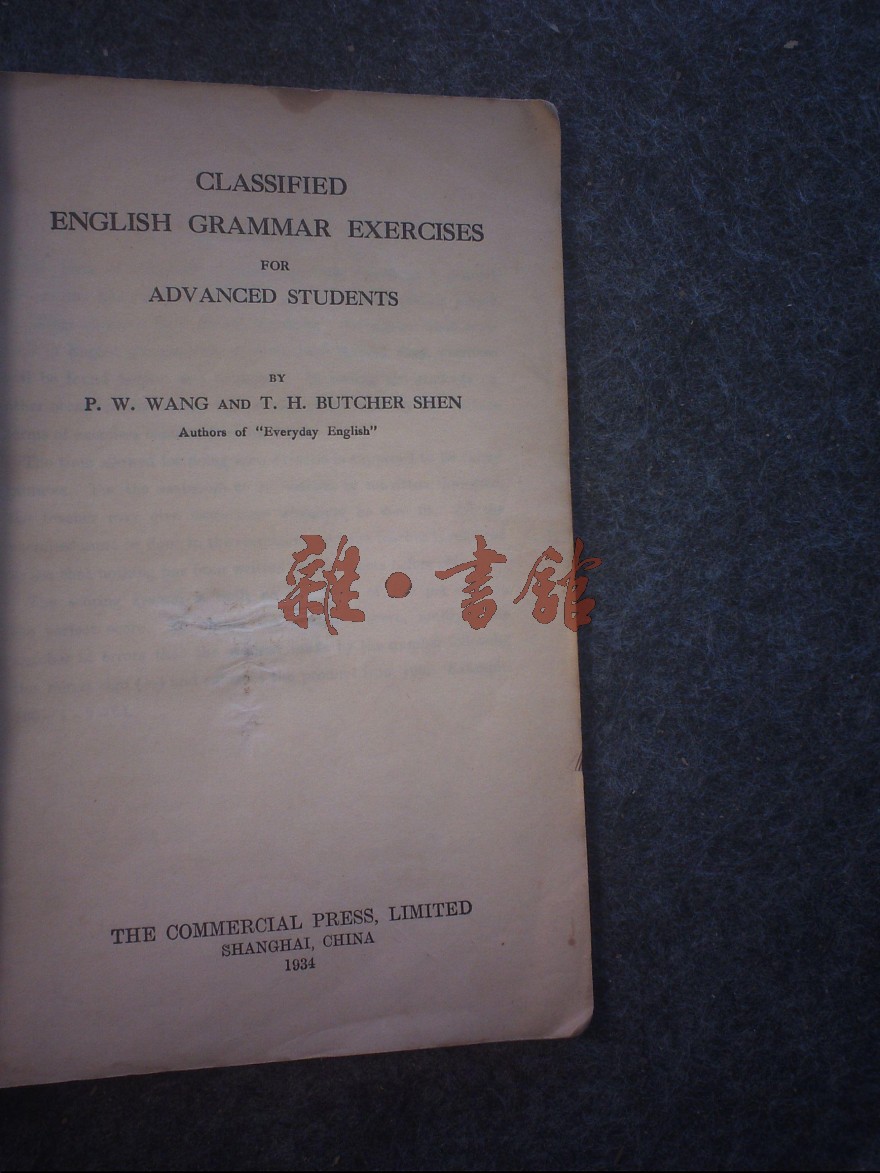 CLASSIFIED
ENGLISH GRAMMAR EXERCISES
FOR
ADVANCED STUDENTS
BY
P. W. WANG AND T. H. BUTCHER SHEN
Authors of "Everyday English"
雜·書館
THE COMMERCIAL PRESS, LIMITED
SHANGHAI, CHINA
1934